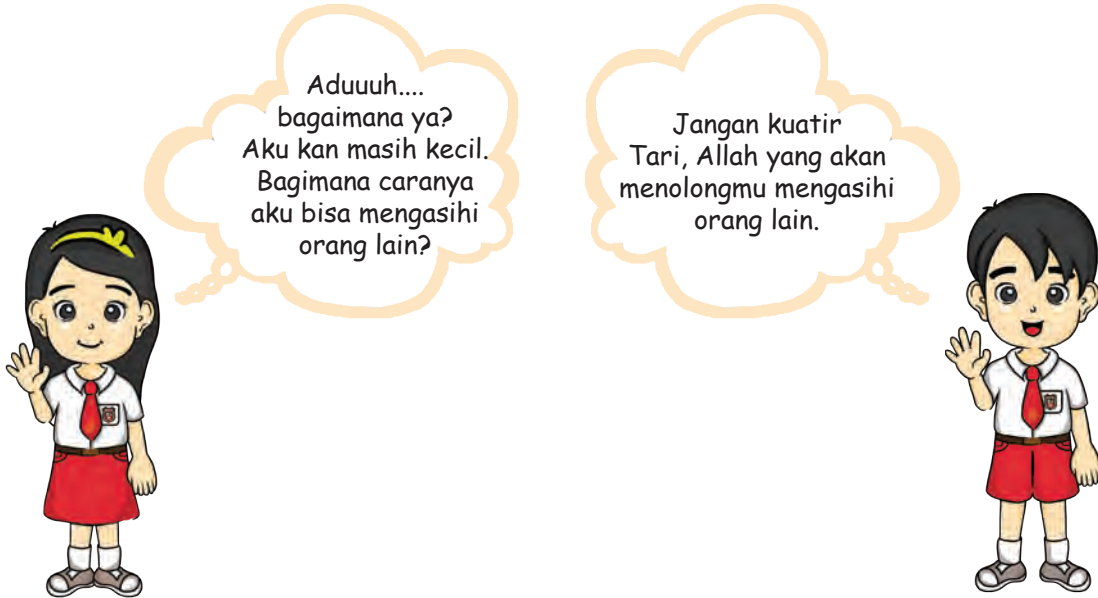 Aduuuh....
bagaimana ya?
Aku kan masih kecil.
Bagimana caranya
aku bisa mengasihi
orang lain?
Jangan kuatir
Tari, Allah yang akan
menolongmu mengasihi
orang lain.